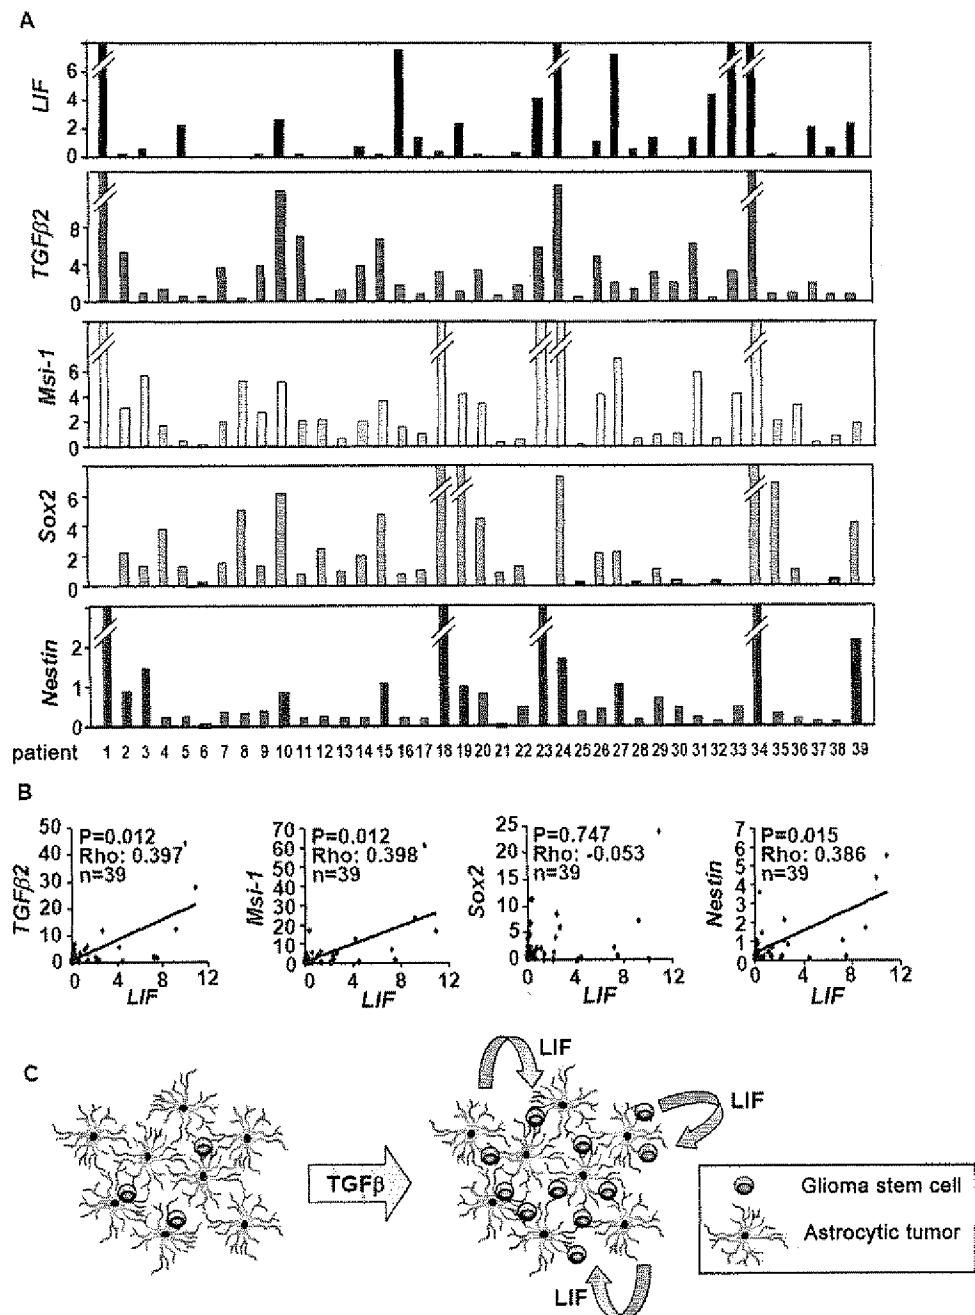 A
LIF
6
4
2
0
TGFβ2
8
4
0
Msi-1
6
4
2
0
Sox2
6
4
2
0
Nestin
2
1
0
patient 1 2 3 4 5 6 7 8 9 10 11 12 13 14 15 16 17 18 19 20 21 22 23 24 25 26 27 28 29 30 31 32 33 34 35 36 37 38 39
B
TGFβ2
50
40
30
20
10
0
P=0.012
Rho: 0.397
n=39
0 4 8 12
LIF
Msi-1
70
60
50
40
30
20
10
0
P=0.012
Rho: 0.398
n=39
0 4 8 12
LIF
Sox2
25
20
15
10
5
0
P=0.747
Rho: -0.053
n=39
0 4 8 12
LIF
Nestin
7
6
5
4
3
2
1
0
P=0.015
Rho: 0.386
n=39
0 4 8 12
LIF
C
TGFβ
LIF
LIF
LIF
Glioma stem cell
Astrocytic tumor